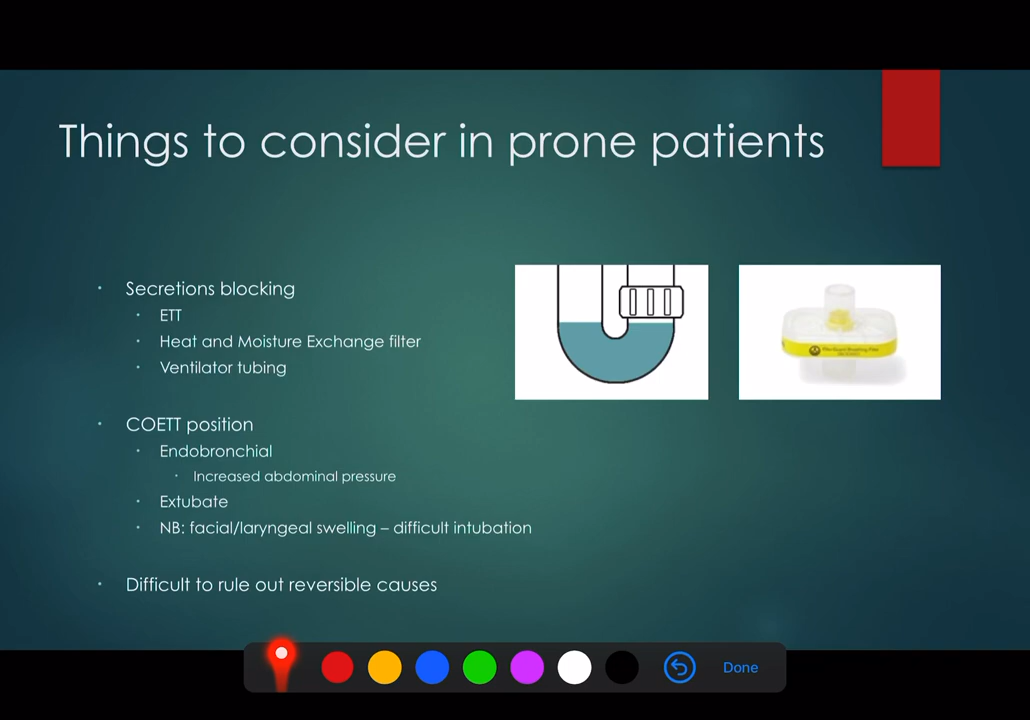 Things to consider in prone patients
Secretions blocking
ETT
Heat and Moisture Exchange filter
Ventilator tubing
COETT position
Endobronchial
Increased abdominal pressure
Extubate
NB: facial/laryngeal swelling – difficult intubation
Difficult to rule out reversible causes
Done